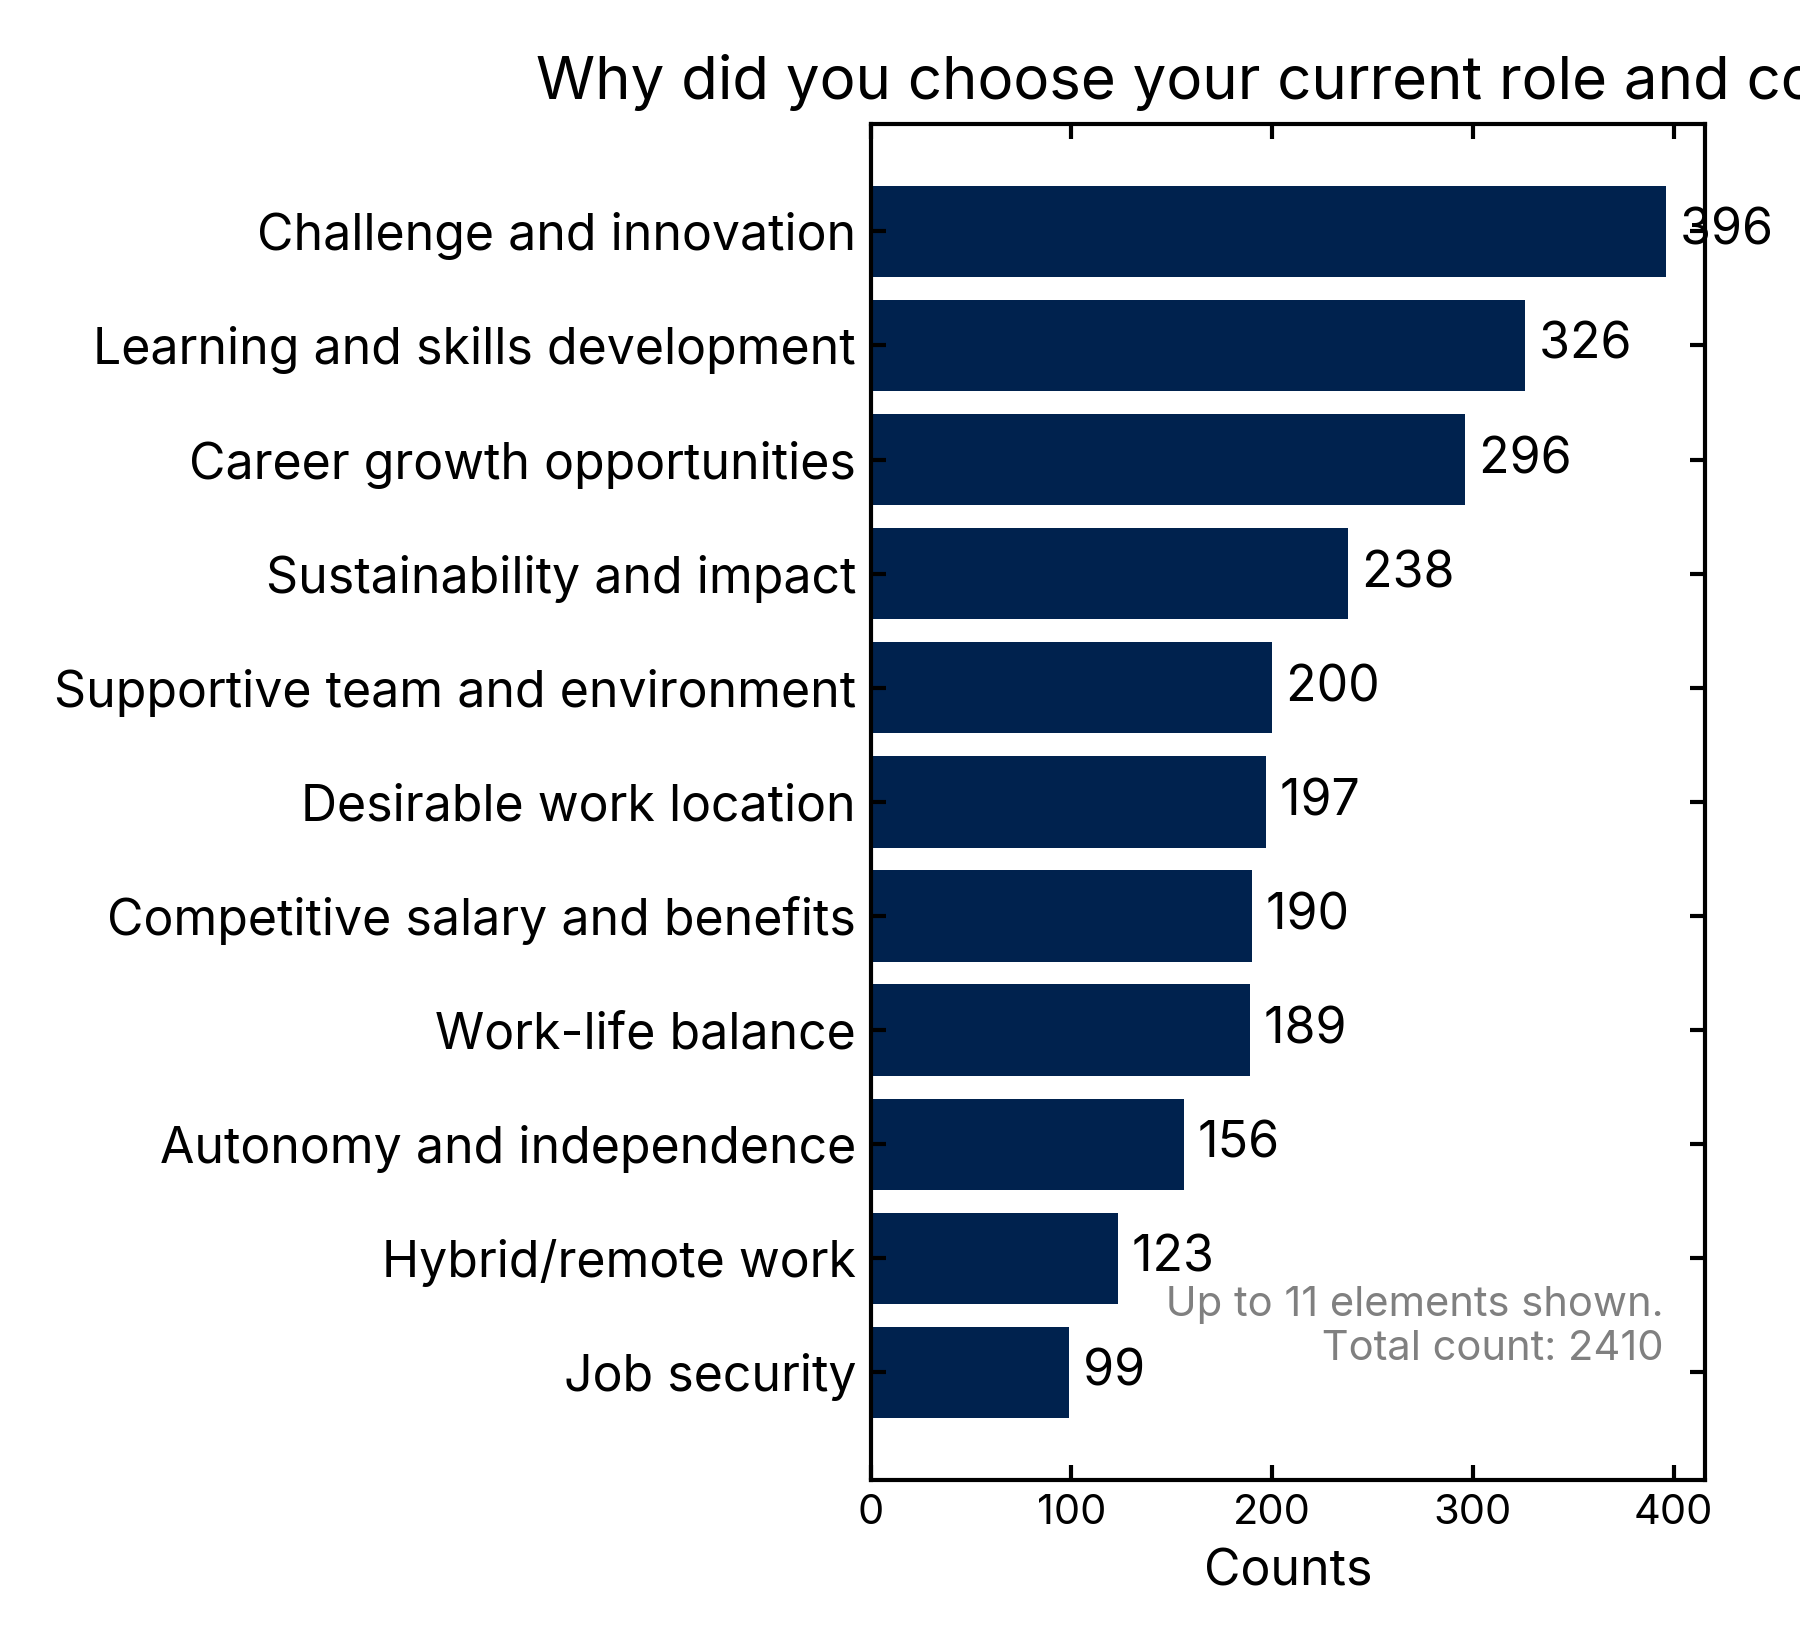 Why did you choose your current role and
Challenge and innovation 396
Learning and skills development 326
Career growth opportunities 296
Sustainability and impact 238
Supportive team and environment 200
Desirable work location 197
Competitive salary and benefits 190
Work-life balance 189
Autonomy and independence 156
Hybrid/remote work 123
Up to 11 elements shown.
Total count: 2410
Job security 99
0 100 200 300 400
Counts